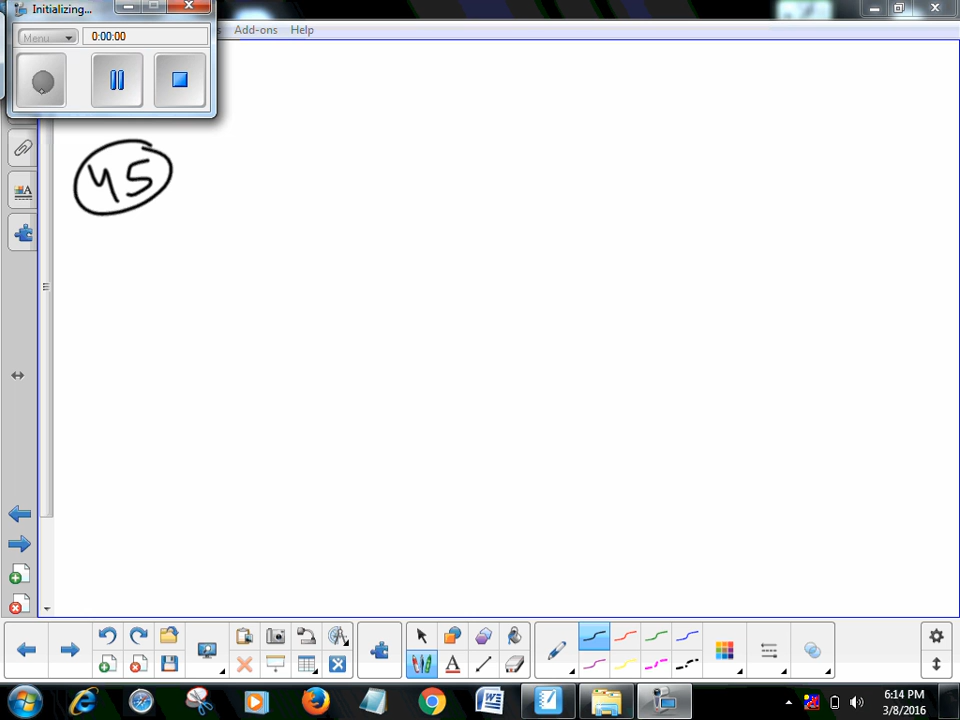 Initializing...
Menu
0:00:00
Add-ons Help
45
6:14 PM
3/8/2016